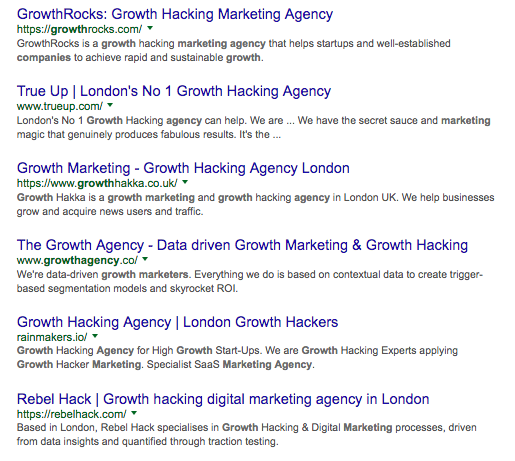 GrowthRocks: Growth Hacking Marketing Agency
https://growthrocks.com/
GrowthRocks is a growth hacking marketing agency that helps startups and well-established
companies to achieve rapid and sustainable growth.
True Up | London's No 1 Growth Hacking Agency
www.trueup.com/
London's No 1 Growth Hacking agency can help. We are ... We have the secret sauce and marketing
magic that genuinely produces fabulous results. It's the ...
Growth Marketing - Growth Hacking Agency London
https://www.growthhakka.co.uk/
Growth Hakka is a growth marketing and growth hacking agency in London UK. We help businesses
grow and acquire news users and traffic.
The Growth Agency - Data driven Growth Marketing & Growth Hacking
www.growthagency.co/
We're data-driven growth marketers. Everything we do is based on contextual data to create trigger-
based segmentation models and skyrocket ROI.
Growth Hacking Agency | London Growth Hackers
rainmakers.io/
Growth Hacking Agency for High Growth Start-Ups. We are Growth Hacking Experts applying
Growth Hacker Marketing. Specialist SaaS Marketing Agency.
Rebel Hack | Growth hacking digital marketing agency in London
https://rebelhack.com/
Based in London, Rebel Hack specialises in Growth Hacking & Digital Marketing processes, driven
from data insights and quantified through traction testing.